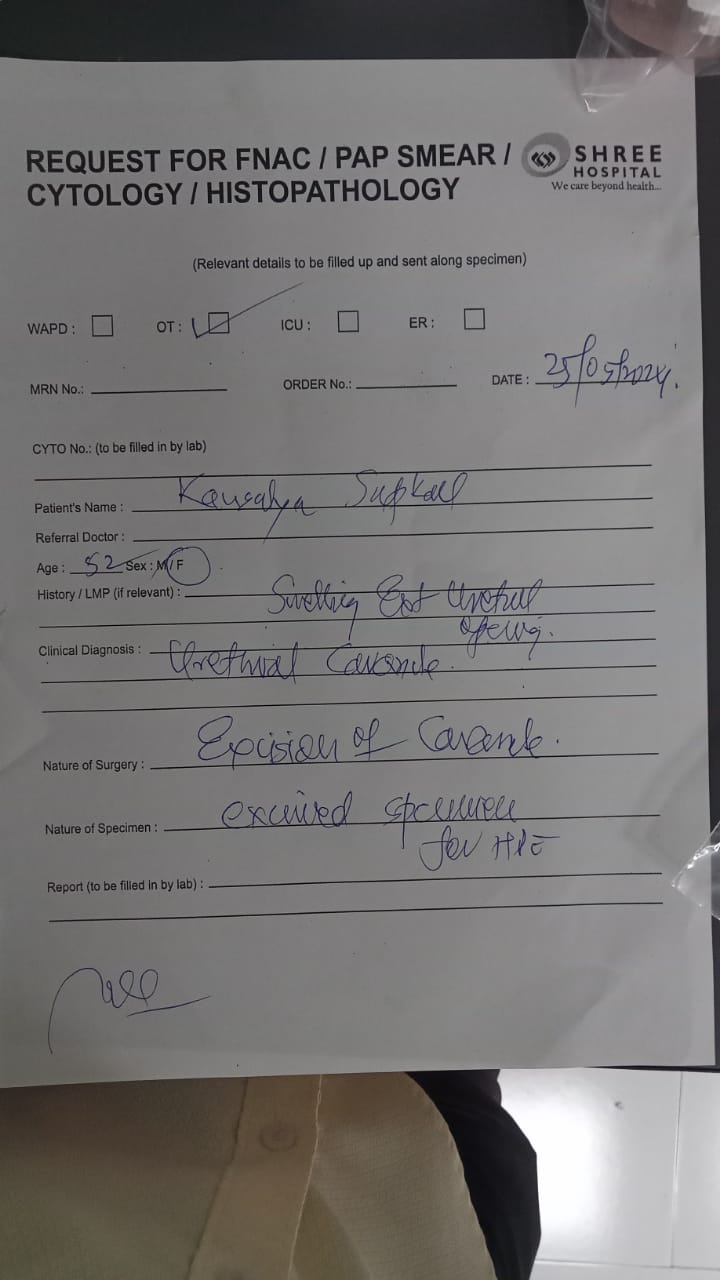 REQUEST FOR FNAC / PAP SMEAR /
CYTOLOGY / HISTOPATHOLOGY
SHREE
HOSPITAL
We care beyond health...
(Relevant details to be filled up and sent along specimen)
WAPD : OT : ICU : ER :
MRN No.: ORDER No.: DATE : 25/05/2024.
CYTO No.: (to be filled in by lab)
Patient's Name : Kausalya
Referral Doctor :
Age : 52 Sex : M/F
History / LMP (if relevant) : Swelling Ext Urethral
opening.
Clinical Diagnosis : Urethral Caruncle.
Nature of Surgery : Excision of Caruncle.
Nature of Specimen : excised specimen
for HPE
Report (to be filled in by lab) :